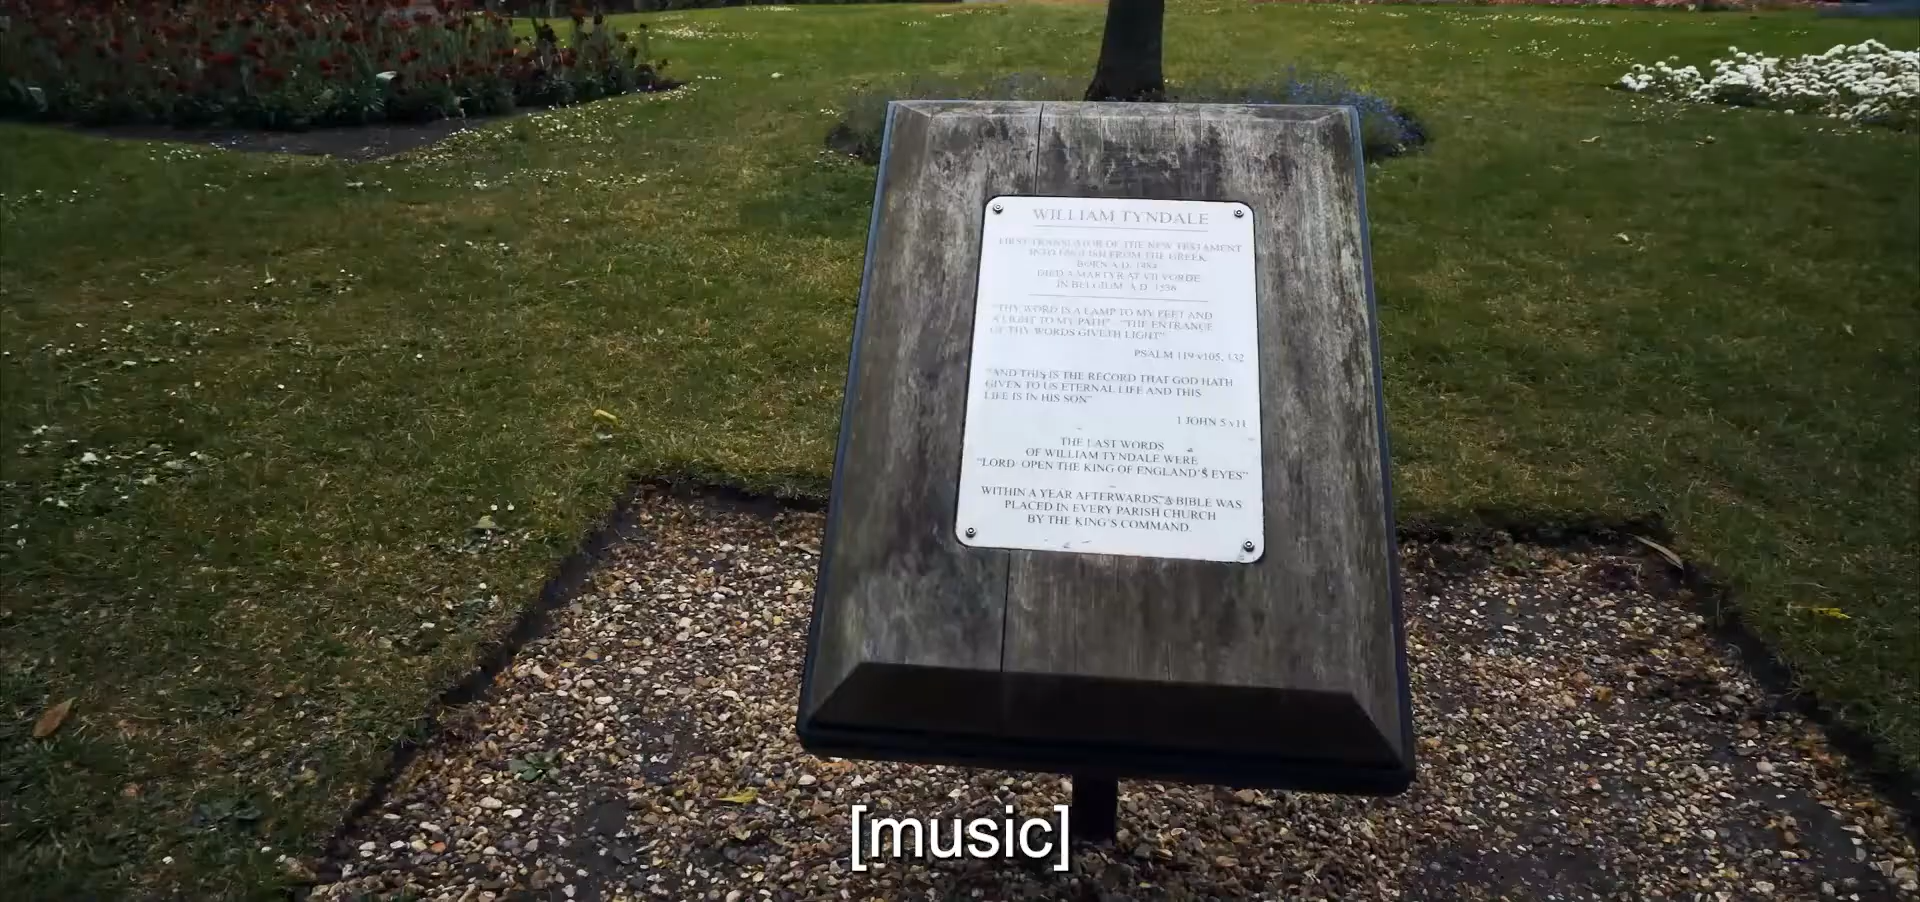 WILLIAM TYNDALE
FIRST TRANSLATOR OF THE NEW TESTAMENT
INTO ENGLISH FROM THE GREEK
BORN A.D.
DIED A MARTYR AT VILVORDE
IN BELGIUM A.D. 1536
"THY WORD IS A LAMP TO MY FEET AND
A LIGHT TO MY PATH" "THE ENTRANCE
OF THY WORDS GIVETH LIGHT"
PSALM 119 v105, 132
"AND THIS IS THE RECORD THAT GOD HATH
GIVEN TO US ETERNAL LIFE AND THIS
LIFE IS IN HIS SON"
1 JOHN 5 v11
THE LAST WORDS
OF WILLIAM TYNDALE WERE
"LORD OPEN THE KING OF ENGLAND'S EYES"
WITHIN A YEAR AFTERWARDS A BIBLE WAS
PLACED IN EVERY PARISH CHURCH
BY THE KING'S COMMAND.
[music]